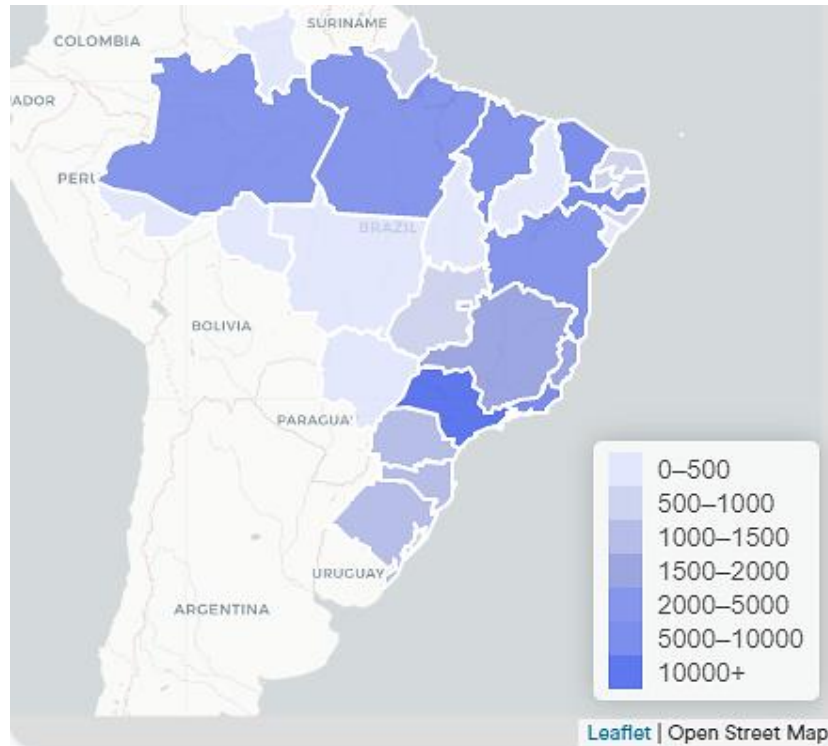 SURINAME
COLOMBIA
ADOR
PERU
BRAZIL
BOLIVIA
PARAGUA
URUGUAY
ARGENTINA
0–500
500–1000
1000–1500
1500–2000
2000–5000
5000–10000
10000+
Leaflet | Open Street Map